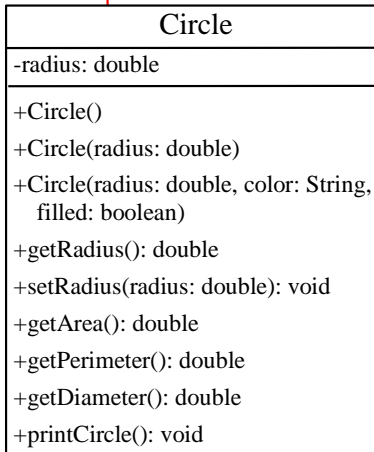 Circle
-radius: double
+Circle()
+Circle(radius: double)
+Circle(radius: double, color: String,
filled: boolean)
+getRadius(): double
+setRadius(radius: double): void
+getArea(): double
+getPerimeter(): double
+getDiameter(): double
+printCircle(): void